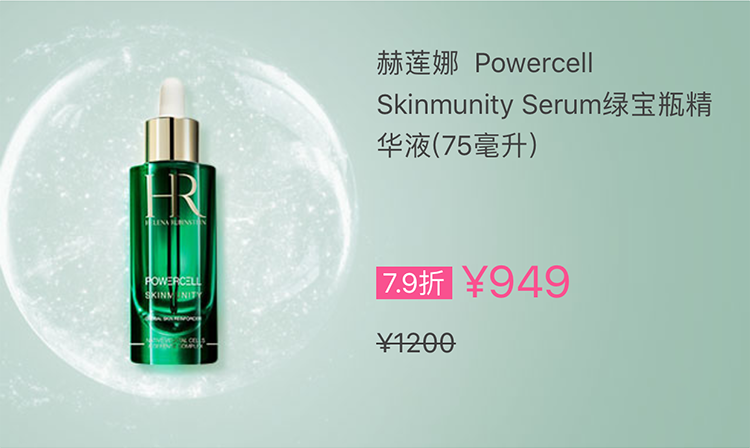 赫莲娜 Powercell
Skinmunity Serum绿宝瓶精
华液(75毫升)
7.9折 ¥949
¥1200
HR
HELENA RUBINSTEIN
POWERCELL
SKINMUNITY